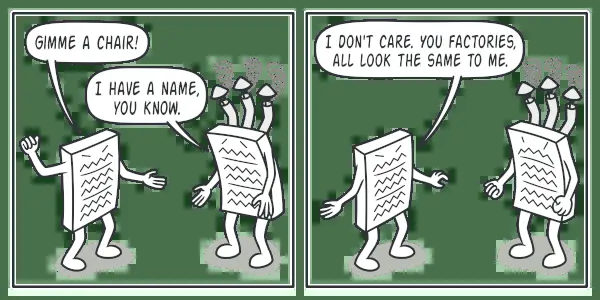 GIMME A CHAIR!
I HAVE A NAME,
YOU KNOW.
I DON'T CARE. YOU FACTORIES,
ALL LOOK THE SAME TO ME.